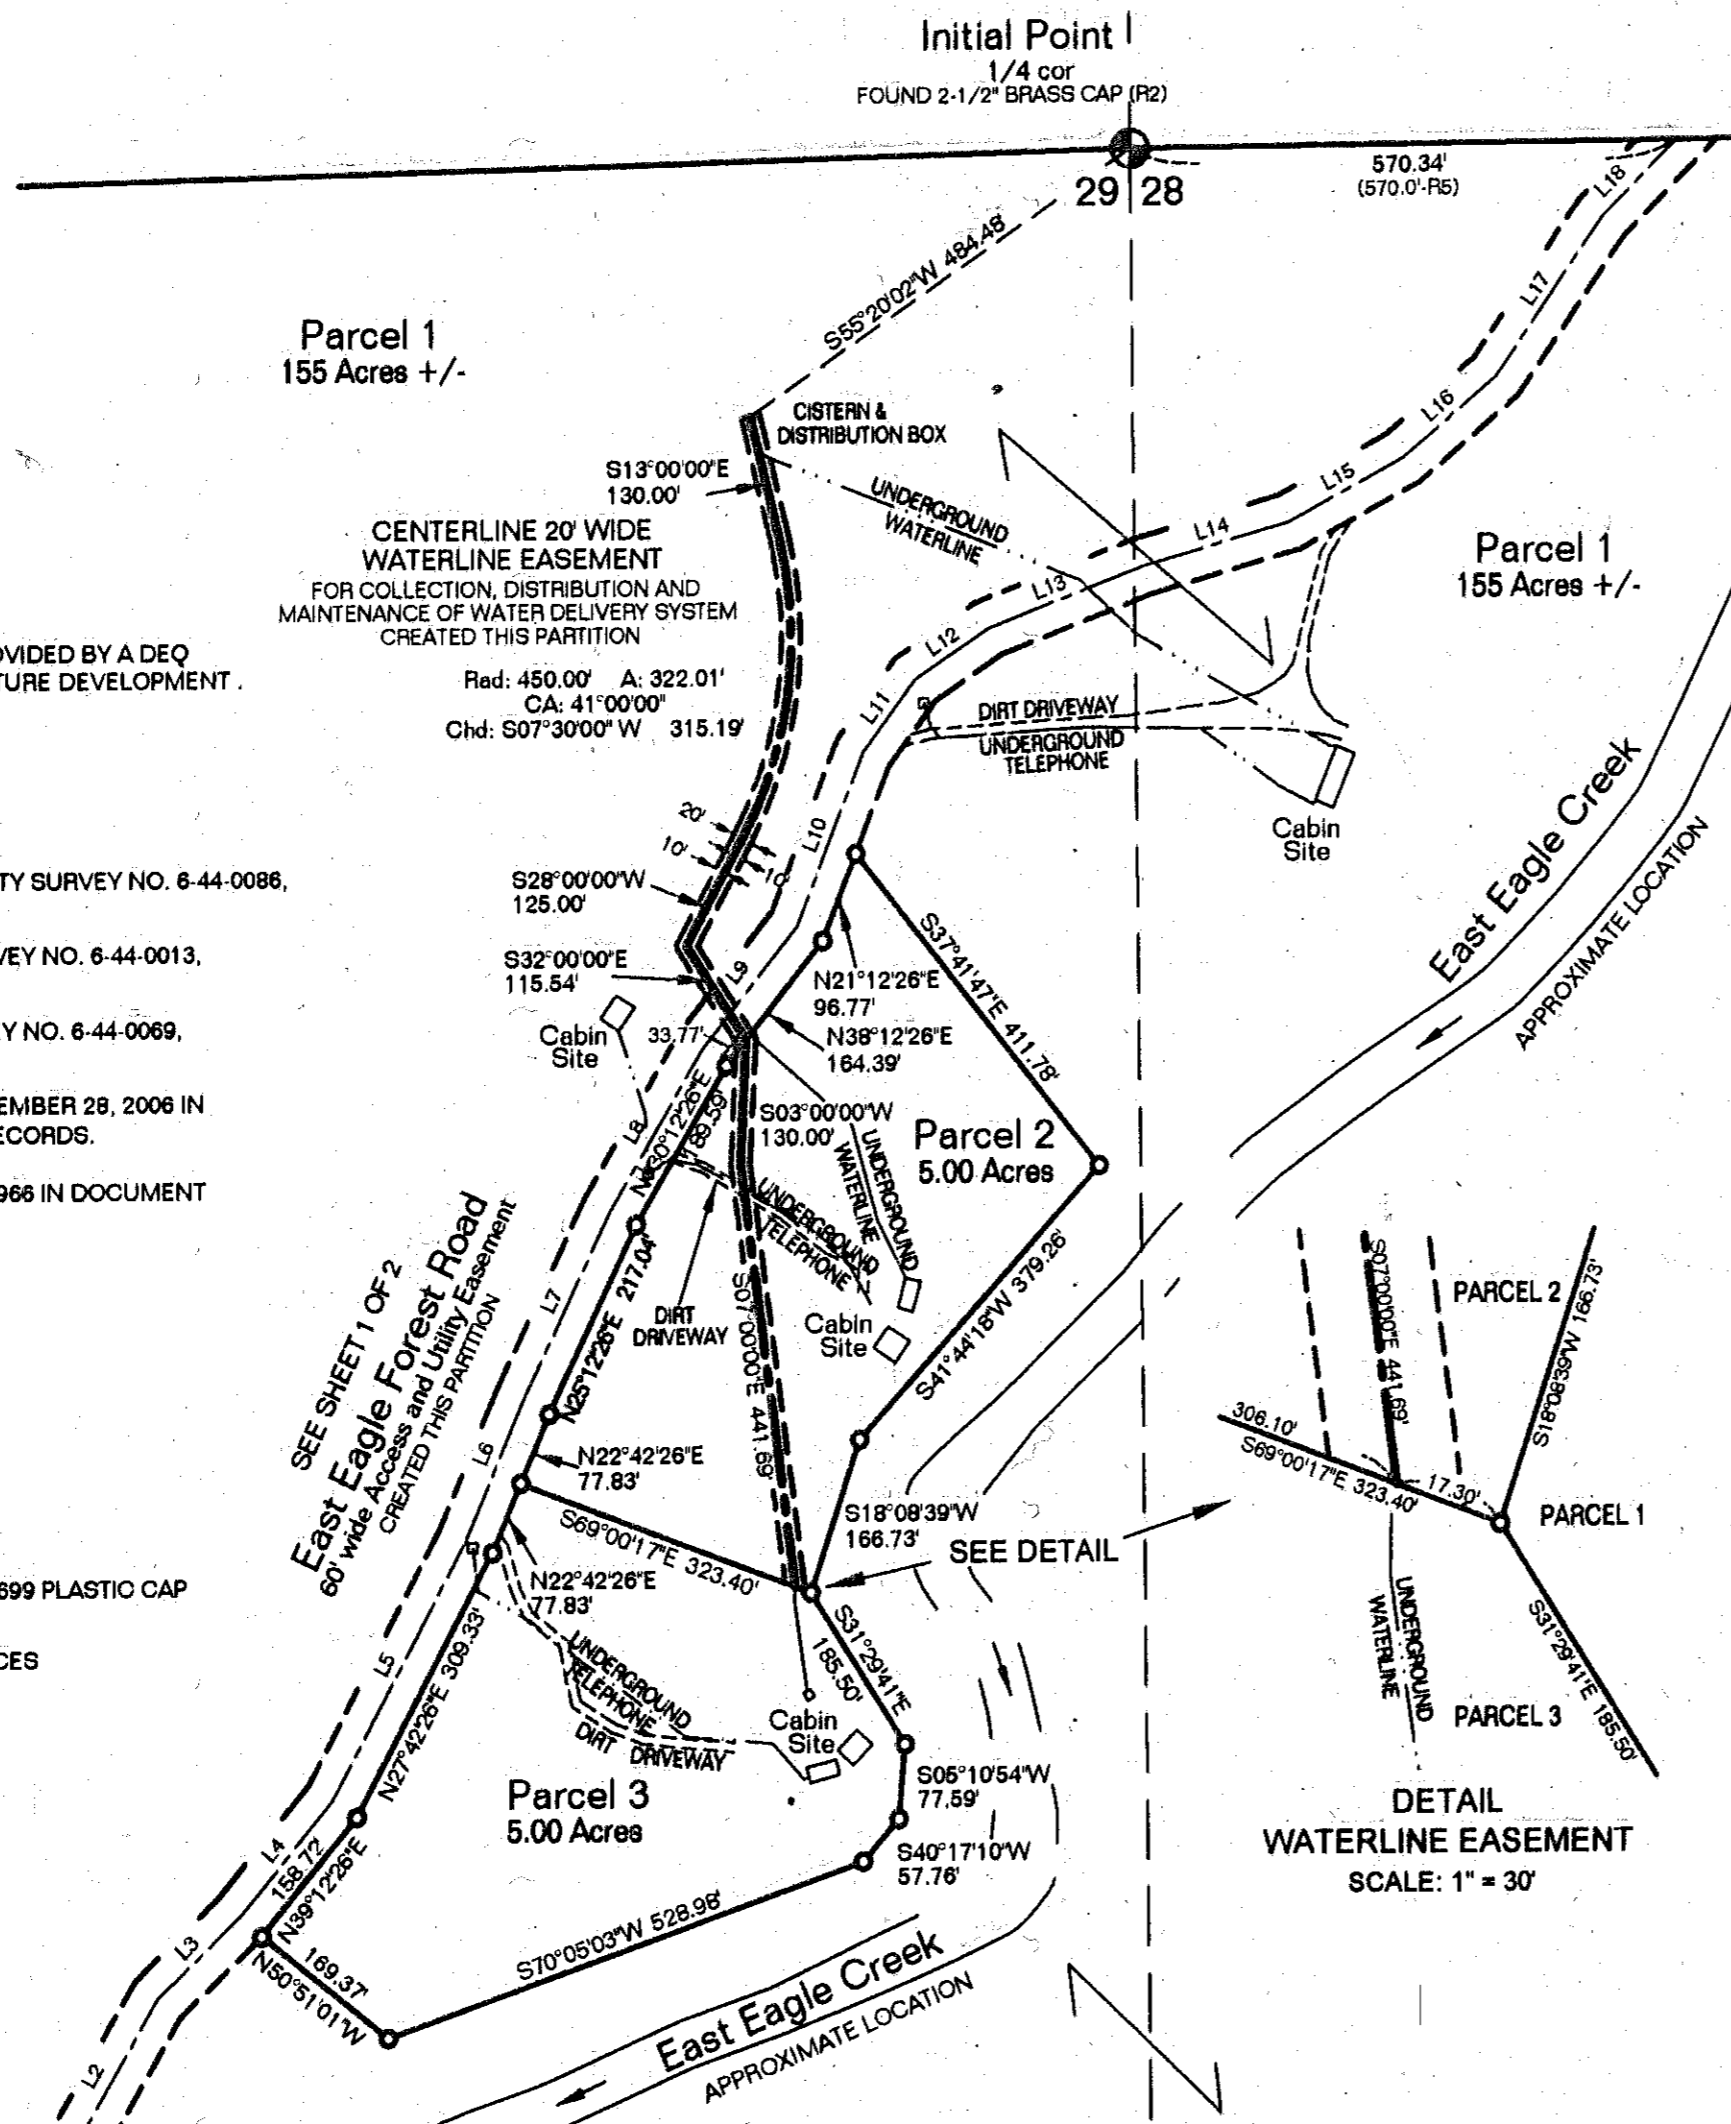 Initial Point
1/4 cor
FOUND 2-1/2" BRASS CAP (R2)
29 28
570.34'
(570.0'-R5)
L18
L17
L16
L15
L14
L13
L12
L11
L10
L9
L8
L7
L6
L5
L4
L3
L2
S55°20'02"W 484.48'
Parcel 1
155 Acres +/-
CISTERN &
DISTRIBUTION BOX
S13°00'00"E
130.00'
UNDERGROUND
WATERLINE
CENTERLINE 20' WIDE
WATERLINE EASEMENT
FOR COLLECTION, DISTRIBUTION AND
MAINTENANCE OF WATER DELIVERY SYSTEM
CREATED THIS PARTITION
Rad: 450.00' A: 322.01'
CA: 41°00'00"
Chd: S07°30'00" W 315.19'
Parcel 1
155 Acres +/-
OVIDED BY A DEQ
TURE DEVELOPMENT .
DIRT DRIVEWAY
UNDERGROUND
TELEPHONE
Cabin
Site
East Eagle Creek
APPROXIMATE LOCATION
20'
10'
10'
TY SURVEY NO. 6-44-0086,
S28°00'00"W
125.00'
VEY NO. 6-44-0013,
S32°00'00"E
115.54'
Y NO. 6-44-0069,
Cabin
Site
33.77'
N21°12'26"E
96.77'
N38°12'26"E
164.39'
S37°41'47"E 411.78'
EMBER 28, 2006 IN
ECORDS.
N30°12'26"E
189.59'
S03°00'00"W
130.00'
UNDERGROUND
WATERLINE
Parcel 2
5.00 Acres
966 IN DOCUMENT
UNDERGROUND
TELEPHONE
SEE SHEET 1 OF 2
East Eagle Forest Road
60' wide Access and Utility Easement
CREATED THIS PARTITION
N25°12'26"E 217.04'
DIRT
DRIVEWAY
S07°00'00"E 441.69'
Cabin
Site
S41°44'18"W 379.26'
N22°42'26"E
77.83'
S69°00'17"E 323.40'
S18°08'39"W
166.73'
SEE DETAIL
N22°42'26"E
77.83'
699 PLASTIC CAP
CES
N27°42'26"E 309.33'
UNDERGROUND
TELEPHONE
DIRT DRIVEWAY
S31°29'41"E
185.50'
Cabin
Site
S05°10'54"W
77.59'
S40°17'10"W
57.76'
Parcel 3
5.00 Acres
158.72'
N39°12'26"E
S70°05'03"W 528.98'
169.37'
N50°51'01"W
East Eagle Creek
APPROXIMATE LOCATION
S07°00'00"E 441.69'
PARCEL 2
S18°08'39"W 166.73'
306.10'
S69°00'17"E 323.40'
17.30'
PARCEL 1
UNDERGROUND
WATERLINE
S31°29'41"E 185.50'
PARCEL 3
DETAIL
WATERLINE EASEMENT
SCALE: 1" = 30'